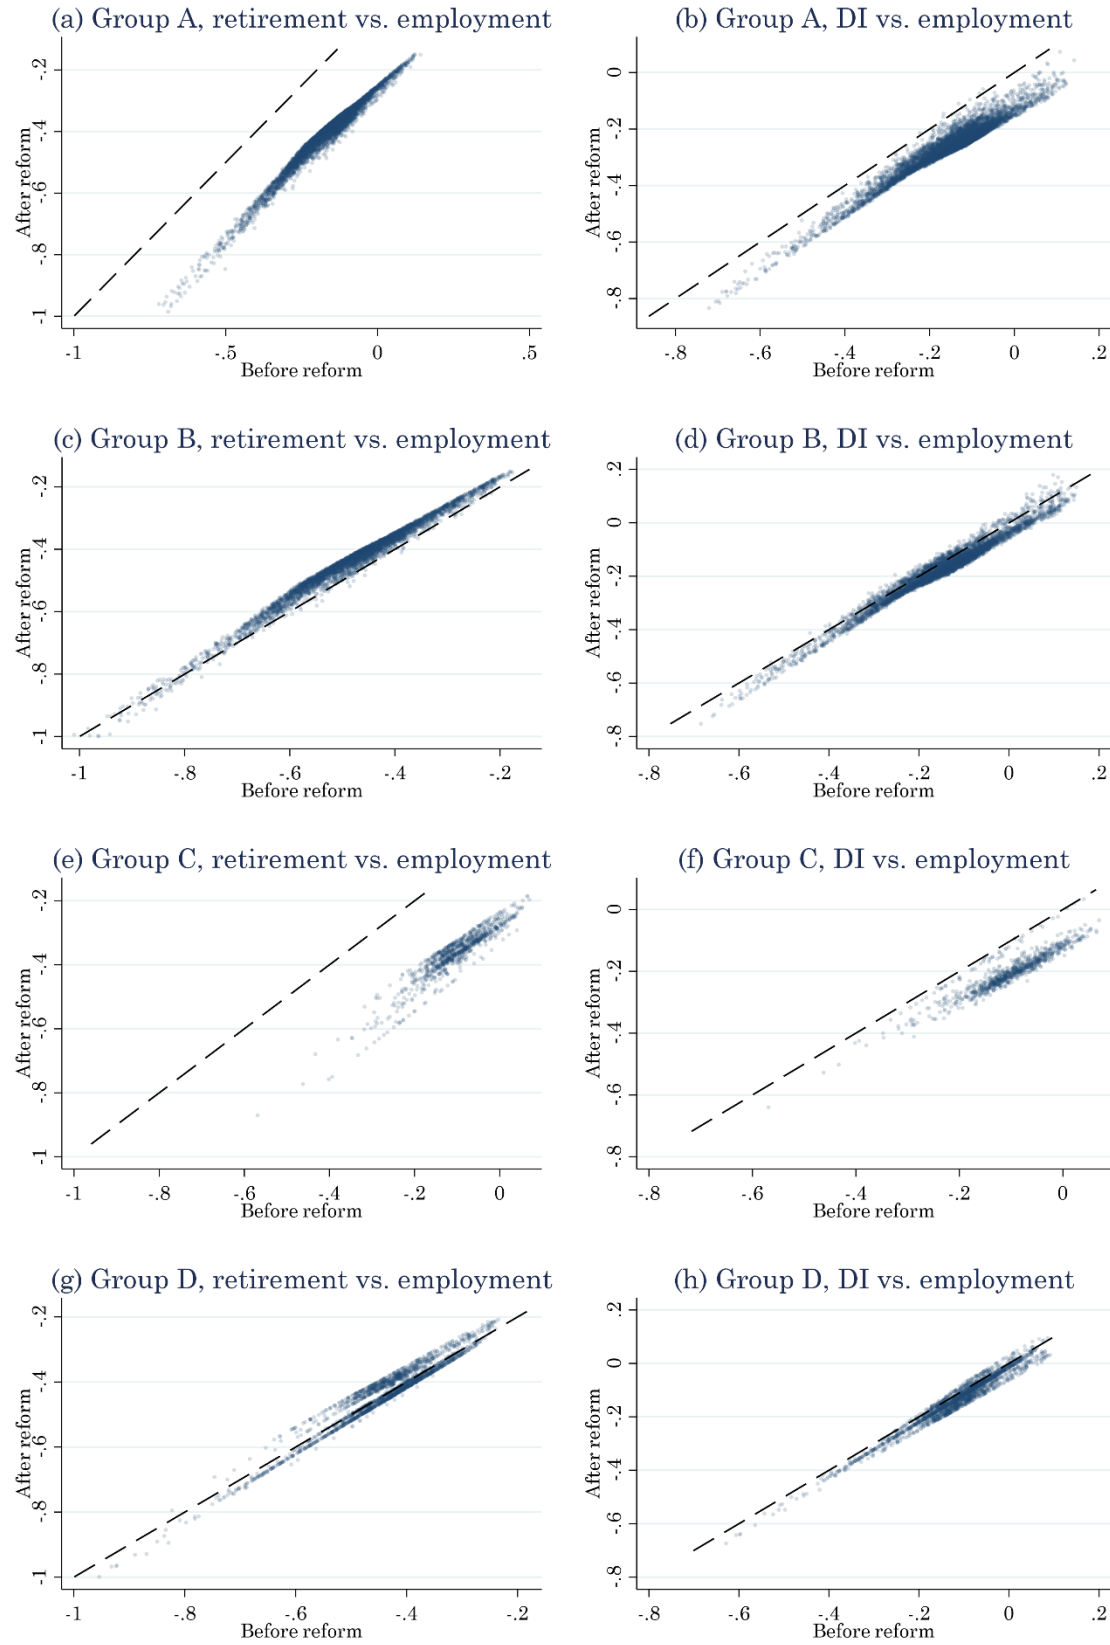 (a) Group A, retirement vs. employment
After reform
-.2
-.4
-.6
-.8
-1
-1 -.5 0 .5
Before reform
(b) Group A, DI vs. employment
After reform
0
-.2
-.4
-.6
-.8
-.8 -.6 -.4 -.2 0 .2
Before reform
(c) Group B, retirement vs. employment
After reform
-.2
-.4
-.6
-.8
-1
-1 -.8 -.6 -.4 -.2
Before reform
(d) Group B, DI vs. employment
After reform
.2
0
-.2
-.4
-.6
-.8
-.8 -.6 -.4 -.2 0 .2
Before reform
(e) Group C, retirement vs. employment
After reform
-.2
-.4
-.6
-.8
-1
-1 -.8 -.6 -.4 -.2 0
Before reform
(f) Group C, DI vs. employment
After reform
0
-.2
-.4
-.6
-.8
-.8 -.6 -.4 -.2 0
Before reform
(g) Group D, retirement vs. employment
After reform
-.2
-.4
-.6
-.8
-1
-1 -.8 -.6 -.4 -.2
Before reform
(h) Group D, DI vs. employment
After reform
.2
0
-.2
-.4
-.6
-.8
-.8 -.6 -.4 -.2 0 .2
Before reform